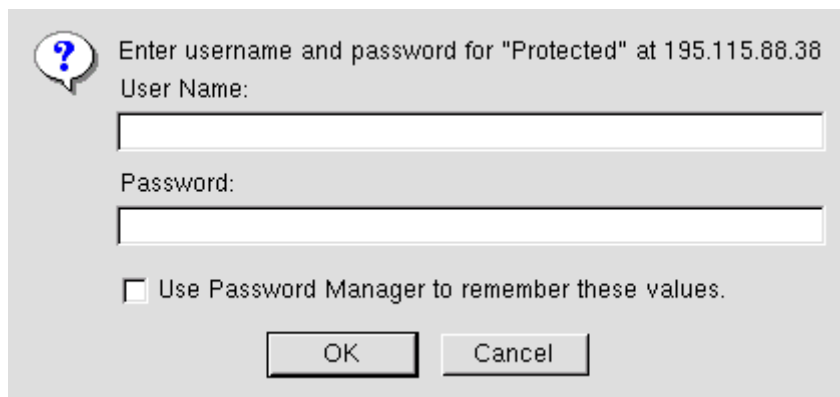 Enter username and password for "Protected" at 195.115.88.38
User Name:
Password:
Use Password Manager to remember these values.
OK
Cancel